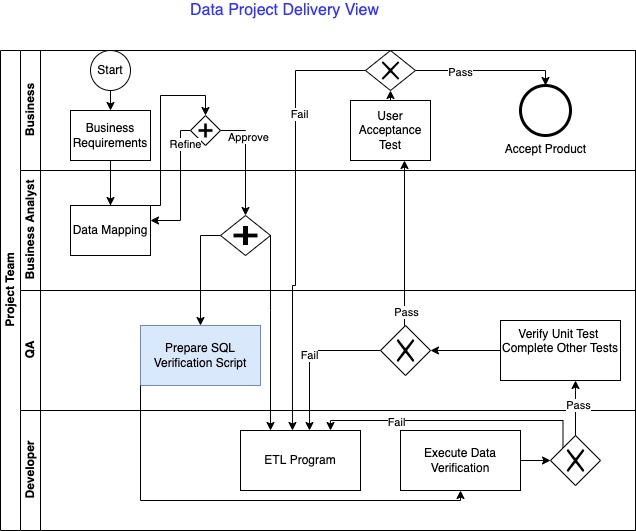 Data Project Delivery View
Project Team
Business
Start
Business
Requirements
Refine
Approve
Fail
User
Acceptance
Test
Pass
Accept Product
Business Analyst
Data Mapping
QA
Prepare SQL
Verification Script
Fail
Pass
Verify Unit Test
Complete Other Tests
Pass
Developer
ETL Program
Fail
Execute Data
Verification